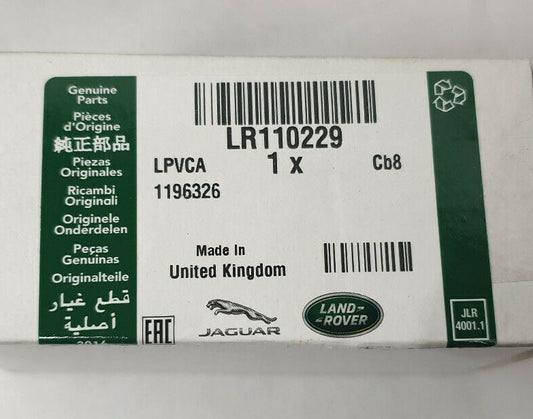 Genuine
Parts
Pièces
d'Origine
純正部品
Piezas
Originales
Ricambi
Originali
Originele
Onderdelen
Peças
Genuinas
Originalteile
قطع غيار
أصلية
LR110229
1 x
LPVCA
Cb8
1196326
Made In
United Kingdom
EAC
JAGUAR
LAND-
-ROVER
JLR
4001.1